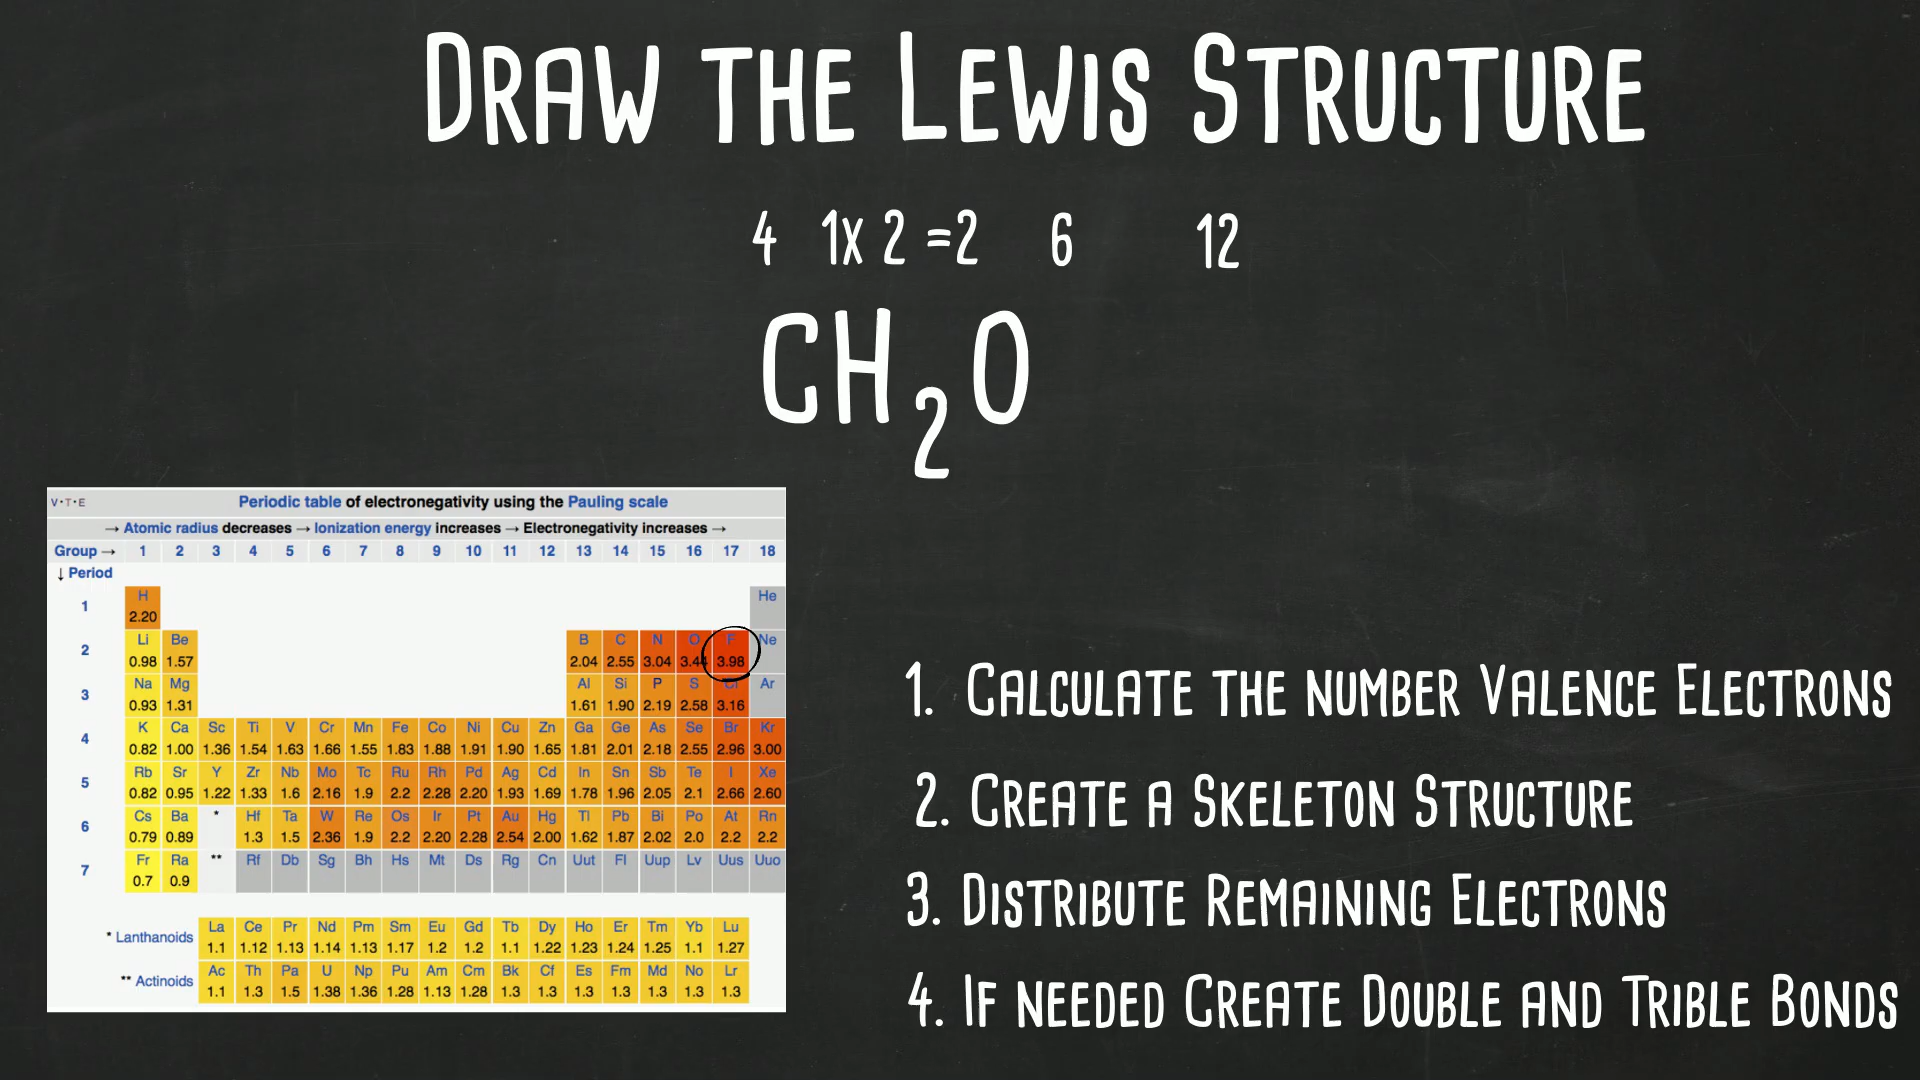 DRAW THE LEWIS STRUCTURE
4 1x 2 =2 6 12
CH2O
V·T·E Periodic table of electronegativity using the Pauling scale
→ Atomic radius decreases → Ionization energy increases → Electronegativity increases →
Group → 1 2 3 4 5 6 7 8 9 10 11 12 13 14 15 16 17 18
↓ Period
1 H He
2.20
2 Li Be B C N O F Ne
0.98 1.57 2.04 2.55 3.04 3.44 3.98
3 Na Mg Al Si P S Cl Ar
0.93 1.31 1.61 1.90 2.19 2.58 3.16
4 K Ca Sc Ti V Cr Mn Fe Co Ni Cu Zn Ga Ge As Se Br Kr
0.82 1.00 1.36 1.54 1.63 1.66 1.55 1.83 1.88 1.91 1.90 1.65 1.81 2.01 2.18 2.55 2.96 3.00
5 Rb Sr Y Zr Nb Mo Tc Ru Rh Pd Ag Cd In Sn Sb Te I Xe
0.82 0.95 1.22 1.33 1.6 2.16 1.9 2.2 2.28 2.20 1.93 1.69 1.78 1.96 2.05 2.1 2.66 2.60
6 Cs Ba * Hf Ta W Re Os Ir Pt Au Hg Tl Pb Bi Po At Rn
0.79 0.89 1.3 1.5 2.36 1.9 2.2 2.20 2.28 2.54 2.00 1.62 1.87 2.02 2.0 2.2 2.2
7 Fr Ra ** Rf Db Sg Bh Hs Mt Ds Rg Cn Uut Fl Uup Lv Uus Uuo
0.7 0.9
* Lanthanoids La Ce Pr Nd Pm Sm Eu Gd Tb Dy Ho Er Tm Yb Lu
1.1 1.12 1.13 1.14 1.13 1.17 1.2 1.2 1.1 1.22 1.23 1.24 1.25 1.1 1.27
** Actinoids Ac Th Pa U Np Pu Am Cm Bk Cf Es Fm Md No Lr
1.1 1.3 1.5 1.38 1.36 1.28 1.13 1.28 1.3 1.3 1.3 1.3 1.3 1.3 1.3
1. CALCULATE THE NUMBER VALENCE ELECTRONS
2. CREATE A SKELETON STRUCTURE
3. DISTRIBUTE REMAINING ELECTRONS
4. IF NEEDED CREATE DOUBLE AND TRIBLE BONDS